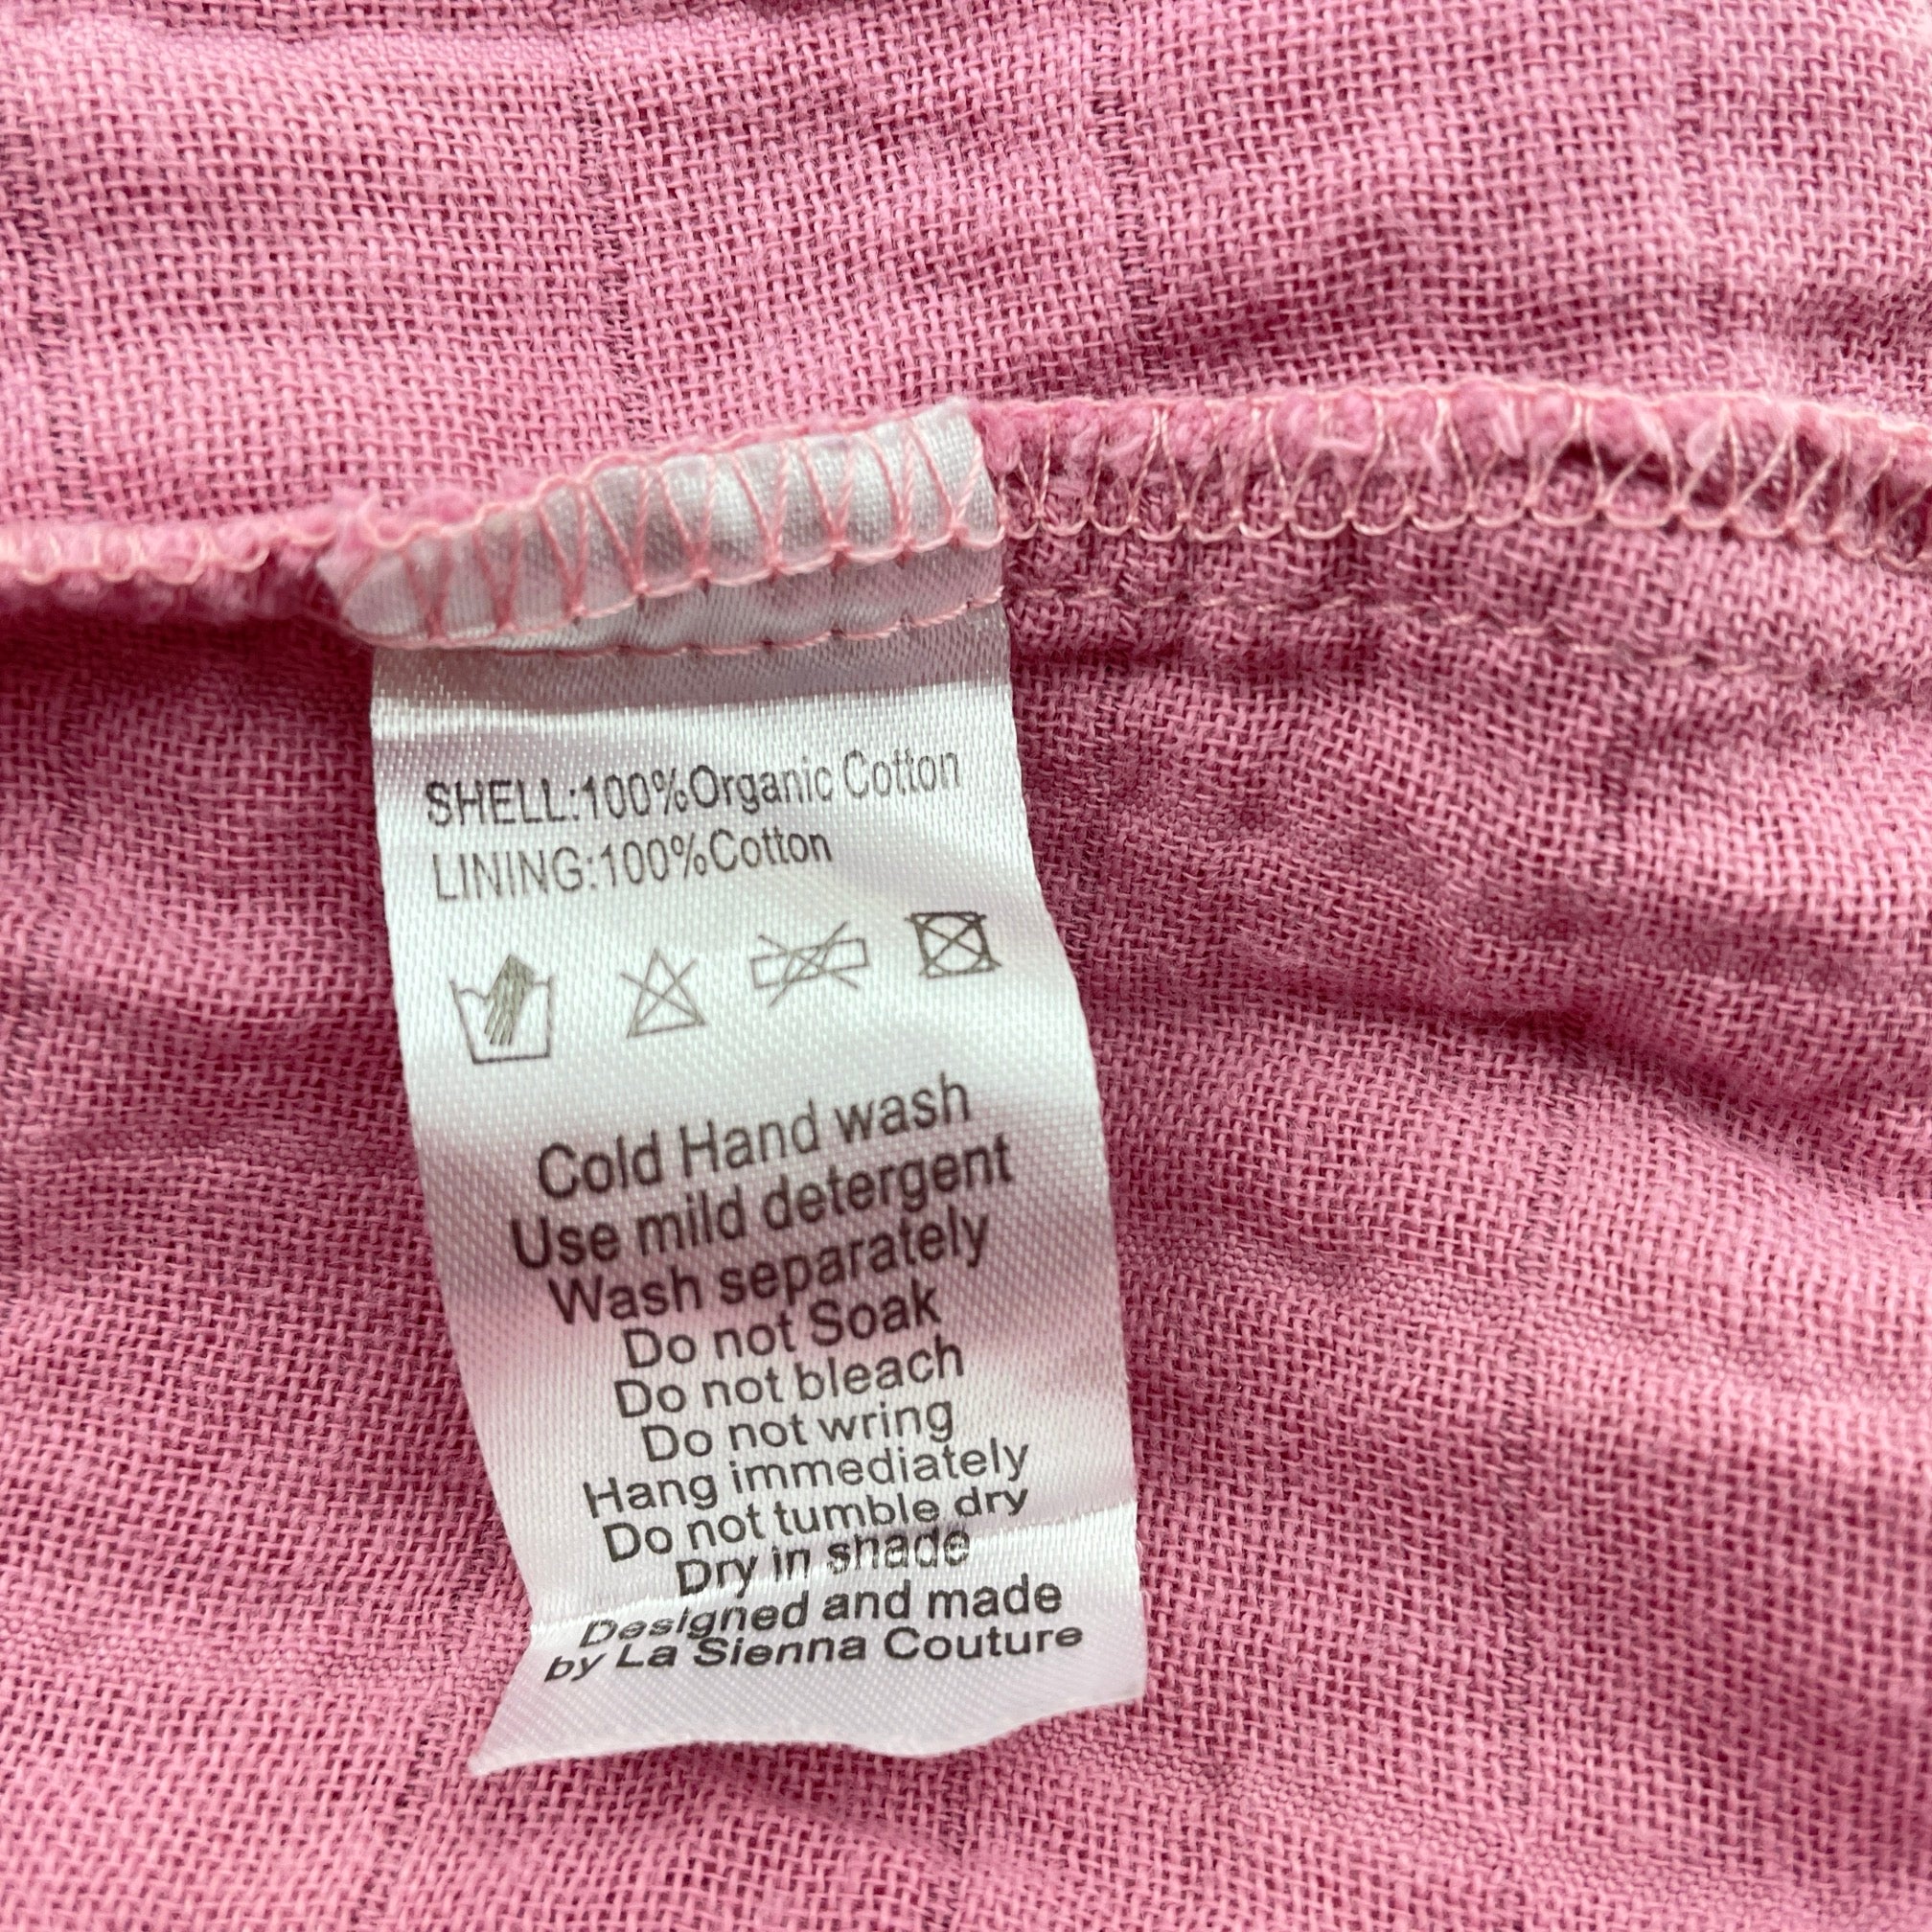 SHELL:100%Organic Cotton
LINING:100%Cotton
Cold Hand wash
Use mild detergent
Wash separately
Do not Soak
Do not bleach
Do not wring
Hang immediately
Do not tumble dry
Dry in shade
Designed and made
by La Sienna Couture